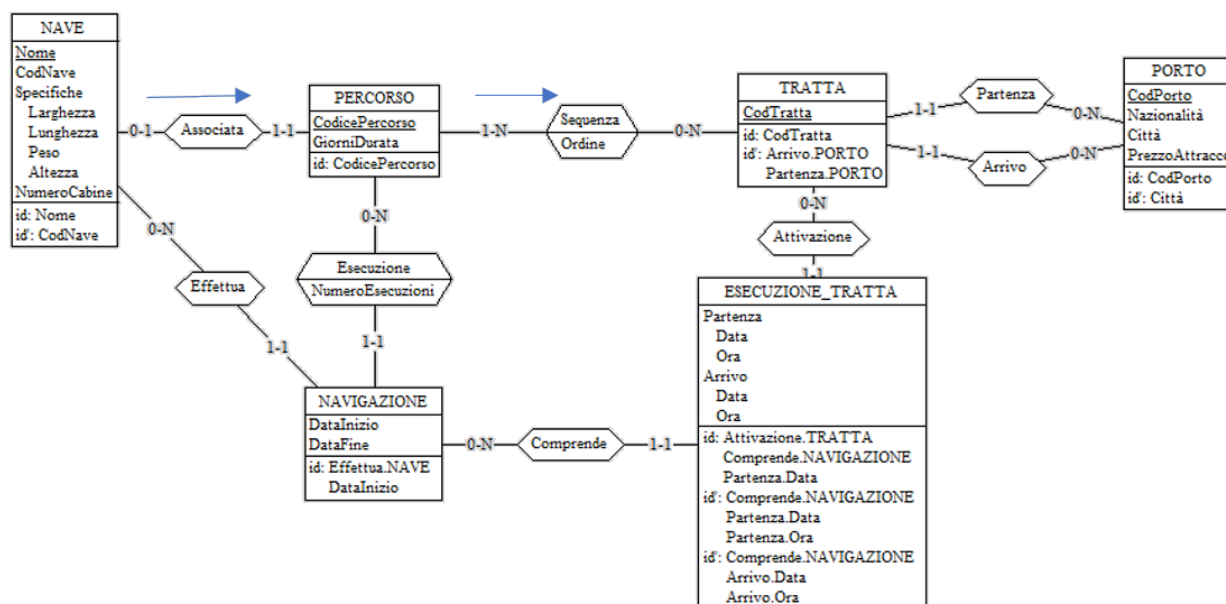 NAVE
Nome
CodNave
Specifiche
Larghezza
Lunghezza
Peso
Altezza
NumeroCabine
id: Nome
id': CodNave
0-1
Associata
1-1
PERCORSO
CodicePercorso
GiorniDurata
id: CodicePercorso
1-N
Sequenza
Ordine
0-N
TRATTA
CodTratta
id: CodTratta
id': Arrivo.PORTO
Partenza.PORTO
1-1
Partenza
0-N
1-1
Arrivo
0-N
PORTO
CodPorto
Nazionalità
Città
PrezzoAttracco
id: CodPorto
id': Città
0-N
Effettua
1-1
0-N
Esecuzione
NumeroEsecuzioni
1-1
0-N
Attivazione
1-1
NAVIGAZIONE
DataInizio
DataFine
id: Effettua.NAVE
DataInizio
0-N
Comprende
1-1
ESECUZIONE_TRATTA
Partenza
Data
Ora
Arrivo
Data
Ora
id: Attivazione.TRATTA
Comprende.NAVIGAZIONE
Partenza.Data
id': Comprende.NAVIGAZIONE
Partenza.Data
Partenza.Ora
id': Comprende.NAVIGAZIONE
Arrivo.Data
Arrivo.Ora